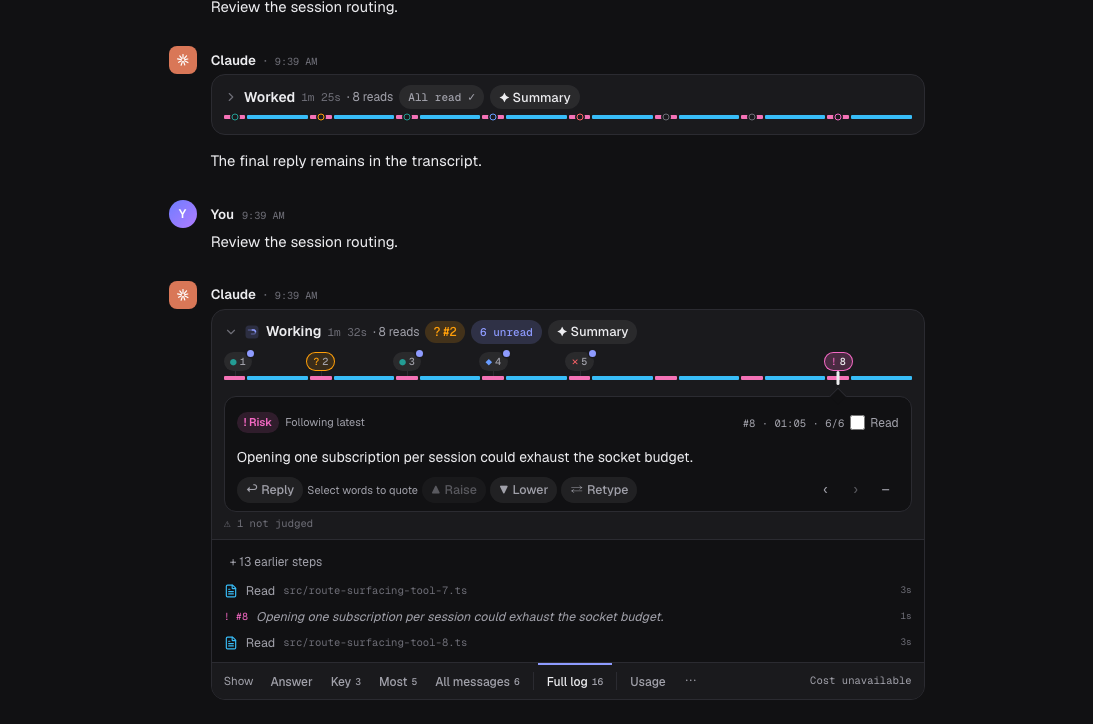 Review the session routing.
Claude · 9:39 AM
Worked 1m 25s · 8 reads All read ✓ ✦ Summary
The final reply remains in the transcript.
Y You 9:39 AM
Review the session routing.
Claude · 9:39 AM
Working 1m 32s · 8 reads ? #2 6 unread ✦ Summary
● 1 ? 2 ● 3 ◆ 4 ✕ 5 ! 8
! Risk Following latest #8 · 01:05 · 6/6 Read
Opening one subscription per session could exhaust the socket budget.
↩ Reply Select words to quote ▲ Raise ▼ Lower ⇄ Retype ‹ › −
⚠ 1 not judged
+ 13 earlier steps
Read src/route-surfacing-tool-7.ts 3s
! #8 Opening one subscription per session could exhaust the socket budget. 1s
Read src/route-surfacing-tool-8.ts 3s
Show Answer Key 3 Most 5 All messages 6 Full log 16 Usage ··· Cost unavailable